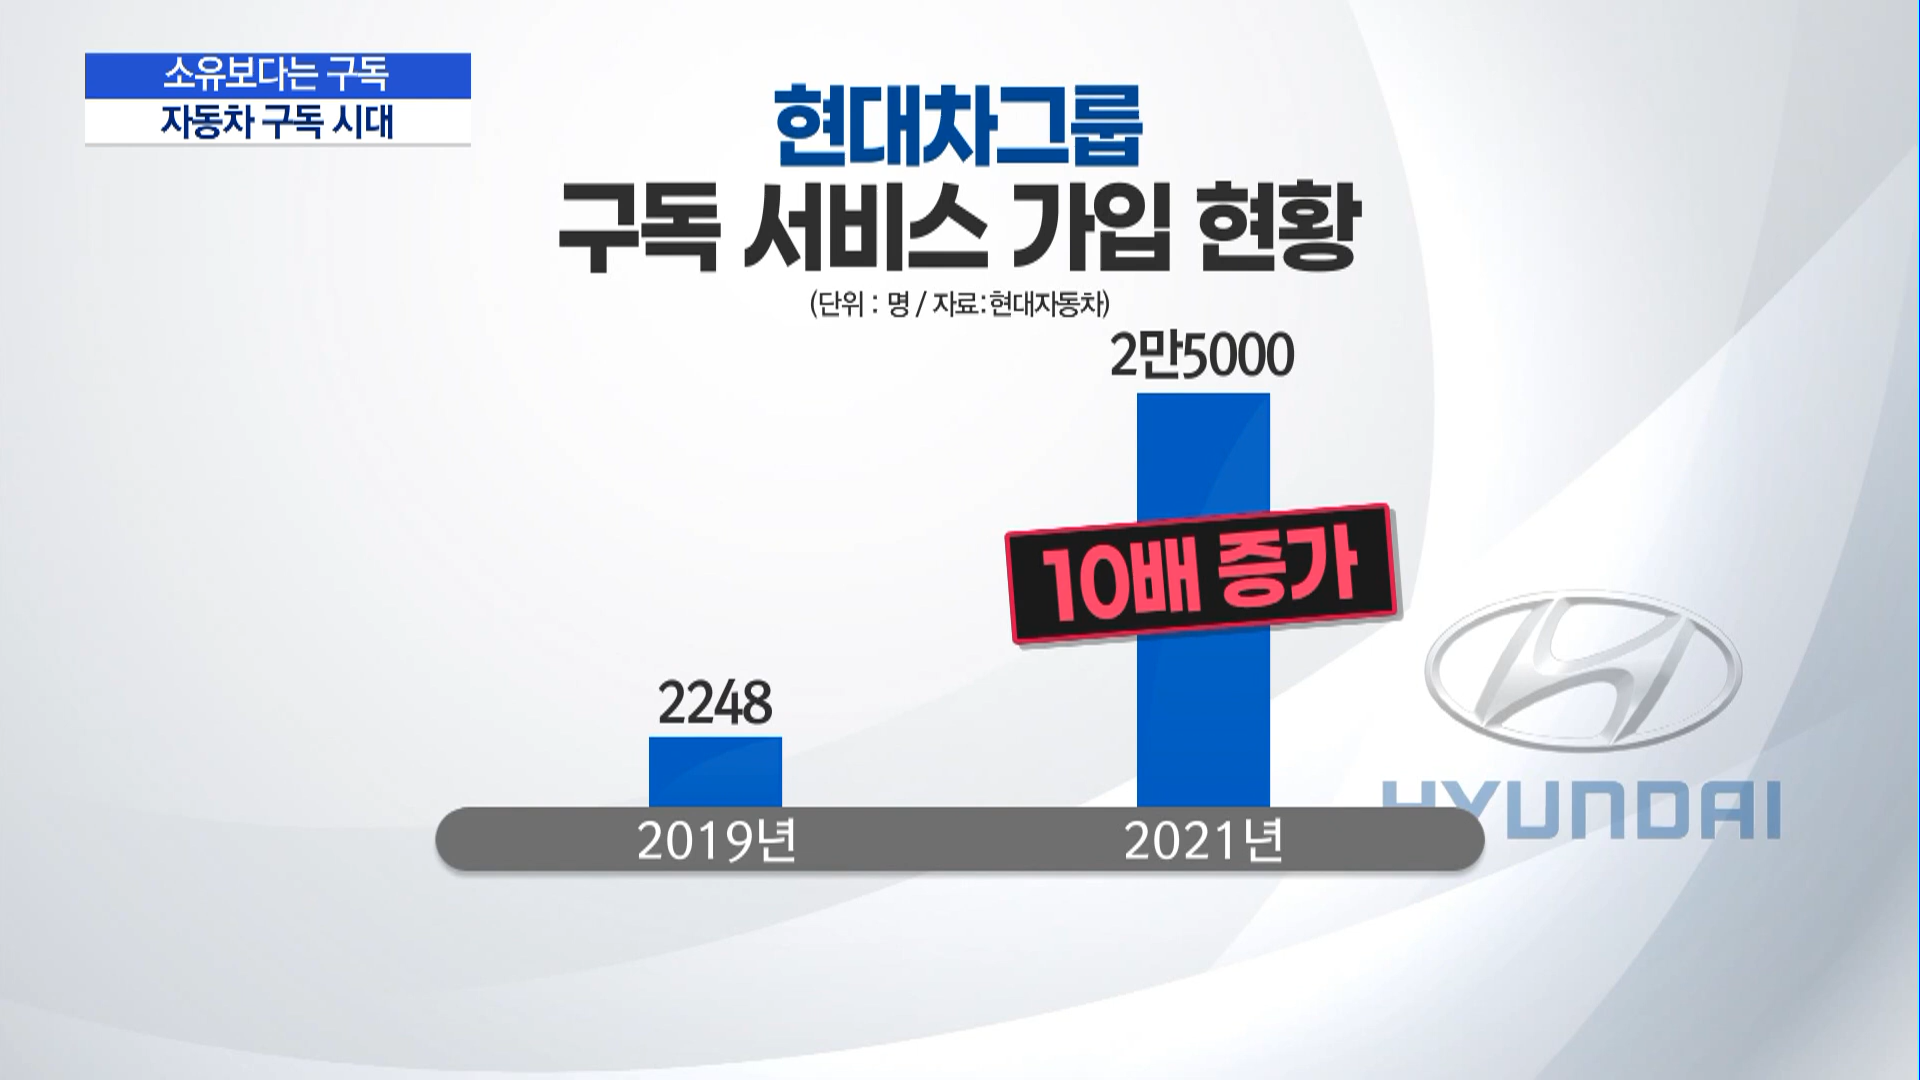 소유보다는 구독
자동차 구독 시대
현대차그룹
구독 서비스 가입 현황
(단위 : 명 / 자료:현대자동차)
2만5000
10배 증가
2248
HYUNDAI
2019년
2021년